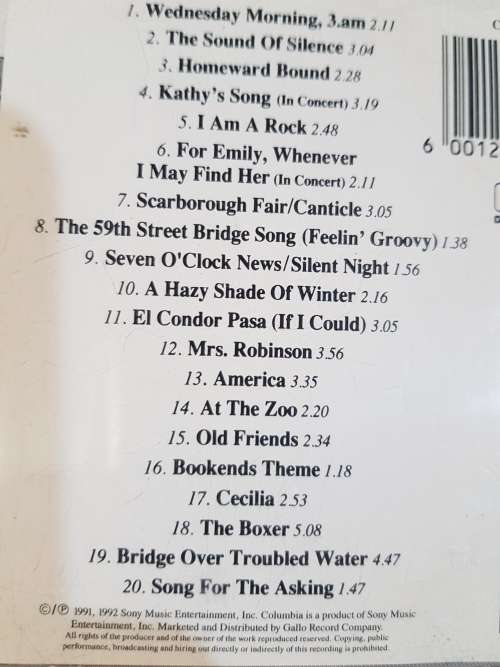 1. Wednesday Morning, 3.am 2.11
2. The Sound Of Silence 3.04
3. Homeward Bound 2.28
4. Kathy's Song (In Concert) 3.19
5. I Am A Rock 2.48
6. For Emily, Whenever
I May Find Her (In Concert) 2.11
7. Scarborough Fair/Canticle 3.05
8. The 59th Street Bridge Song (Feelin' Groovy) 1.38
9. Seven O'Clock News/Silent Night 1.56
10. A Hazy Shade Of Winter 2.16
11. El Condor Pasa (If I Could) 3.05
12. Mrs. Robinson 3.56
13. America 3.35
14. At The Zoo 2.20
15. Old Friends 2.34
16. Bookends Theme 1.18
17. Cecilia 2.53
18. The Boxer 5.08
19. Bridge Over Troubled Water 4.47
20. Song For The Asking 1.47
©/℗ 1991, 1992 Sony Music Entertainment, Inc. Columbia is a product of Sony Music
Entertainment, Inc. Marketed and Distributed by Gallo Record Company.
All rights of the producer and of the owner of the work reproduced reserved. Copying, public
performance, broadcasting and hiring out directly or indirectly of this recording is prohibited.
6 0012